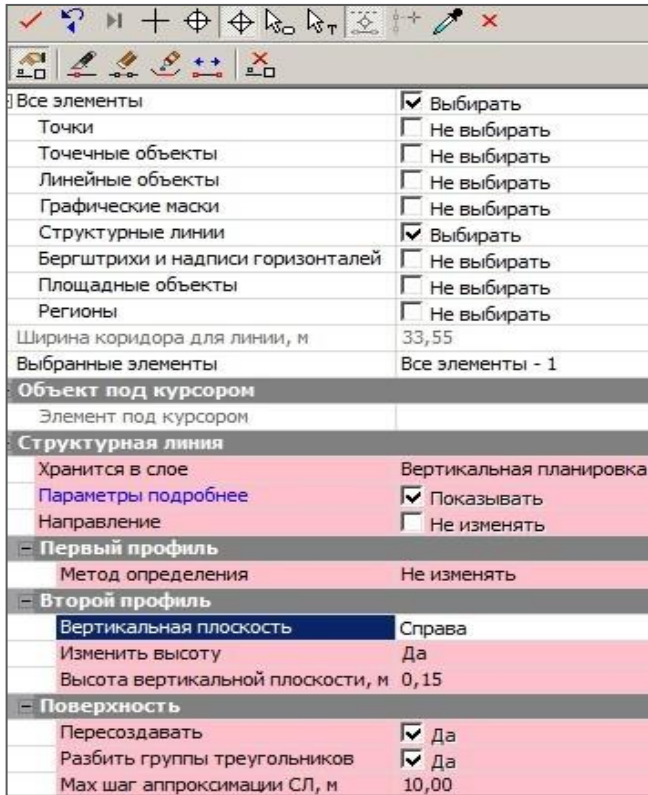 Все элементы Выбирать
Точки Не выбирать
Точечные объекты Не выбирать
Линейные объекты Не выбирать
Графические маски Не выбирать
Структурные линии Выбирать
Бергштрихи и надписи горизонталей Не выбирать
Площадные объекты Не выбирать
Регионы Не выбирать
Ширина коридора для линии, м 33,55
Выбранные элементы Все элементы - 1
Объект под курсором
Элемент под курсором
Структурная линия
Хранится в слое Вертикальная планировка
Параметры подробнее Показывать
Направление Не изменять
Первый профиль
Метод определения Не изменять
Второй профиль
Вертикальная плоскость Справа
Изменить высоту Да
Высота вертикальной плоскости, м 0,15
Поверхность
Пересоздавать Да
Разбить группы треугольников Да
Мах шаг аппроксимации СЛ, м 10,00